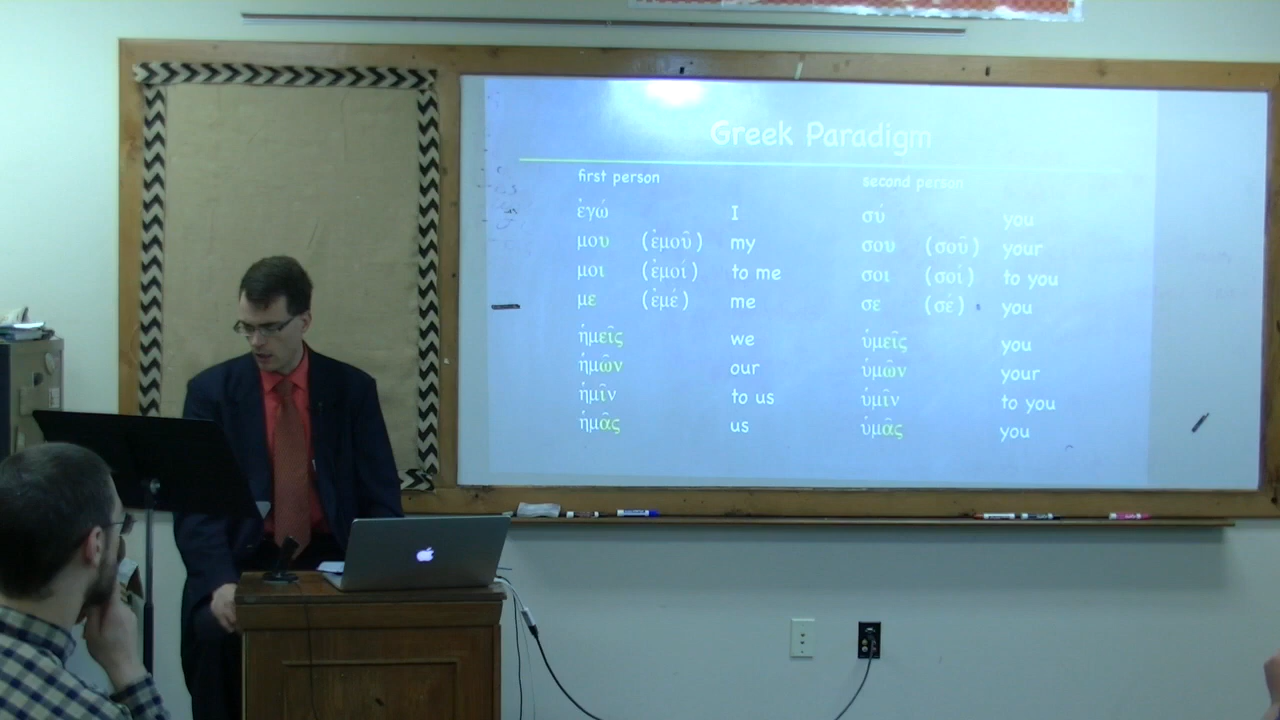 Greek Paradigm
first person second person
ἐγώ I σύ you
μου (ἐμοῦ) my σου (σοῦ) your
μοι (ἐμοί) to me σοι (σοί) to you
με (ἐμέ) me σε (σέ) you
ἡμεῖς we ὑμεῖς you
ἡμῶν our ὑμῶν your
ἡμῖν to us ὑμῖν to you
ἡμᾶς us ὑμᾶς you